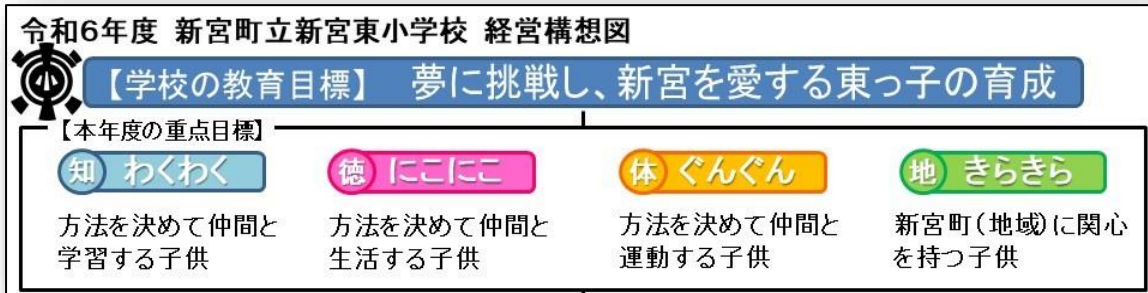 令和6年度 新宮町立新宮東小学校 経営構想図
小
【学校の教育目標】 夢に挑戦し、新宮を愛する東っ子の育成
【本年度の重点目標】
知 わくわく
方法を決めて仲間と
学習する子供
徳 にこにこ
方法を決めて仲間と
生活する子供
体 ぐんぐん
方法を決めて仲間と
運動する子供
地 きらきら
新宮町(地域)に関心
を持つ子供